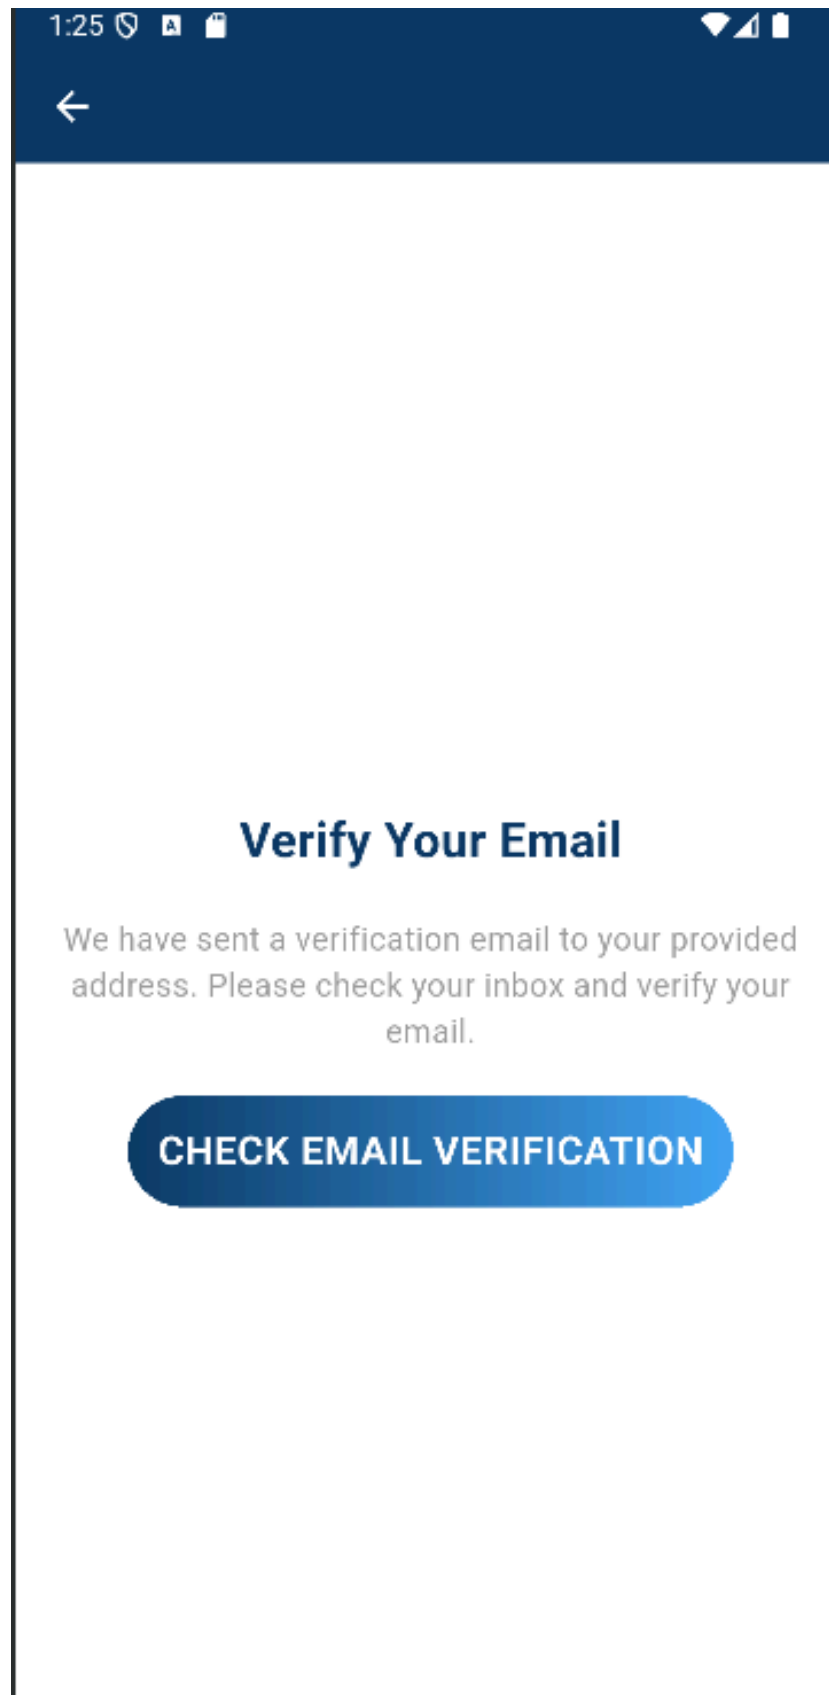 1:25
Verify Your Email
We have sent a verification email to your provided
address. Please check your inbox and verify your
email.
CHECK EMAIL VERIFICATION